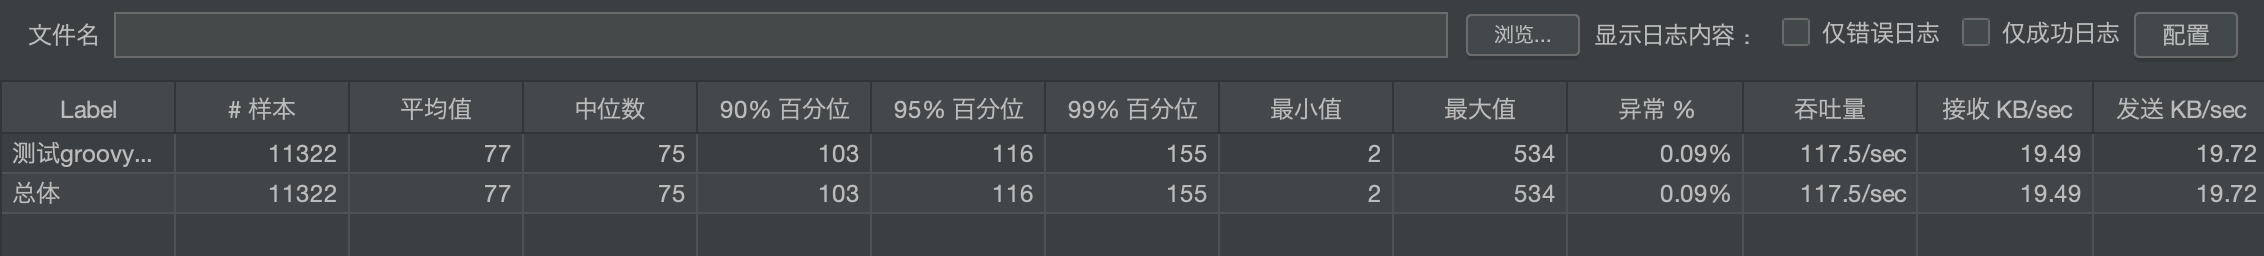 文件名 浏览... 显示日志内容： 仅错误日志 仅成功日志 配置
Label # 样本 平均值 中位数 90% 百分位 95% 百分位 99% 百分位 最小值 最大值 异常 % 吞吐量 接收 KB/sec 发送 KB/sec
测试groovy... 11322 77 75 103 116 155 2 534 0.09% 117.5/sec 19.49 19.72
总体 11322 77 75 103 116 155 2 534 0.09% 117.5/sec 19.49 19.72